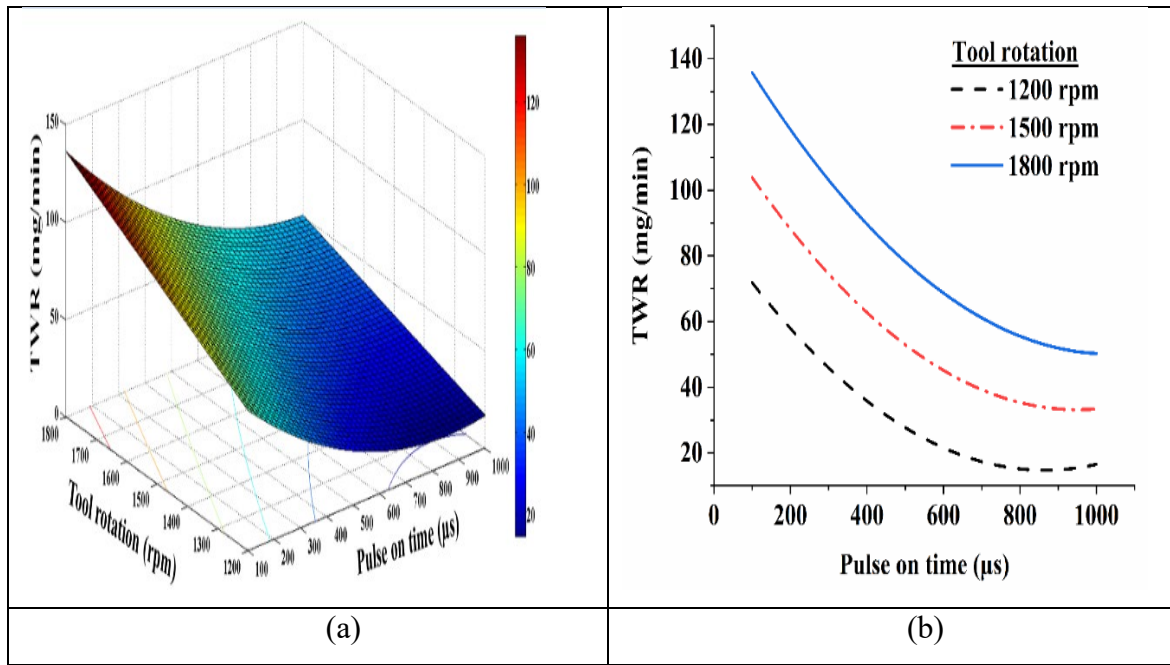 150
100
50
0
TWR (mg/min)
1800
1700
1600
1500
1400
1300
1200
Tool rotation (rpm)
100
200
300
400
500
600
700
800
900
1000
Pulse on time (µs)
120
100
80
60
40
20
(a)
140
120
100
80
60
40
20
TWR (mg/min)
Tool rotation
1200 rpm
1500 rpm
1800 rpm
0 200 400 600 800 1000
Pulse on time (µs)
(b)